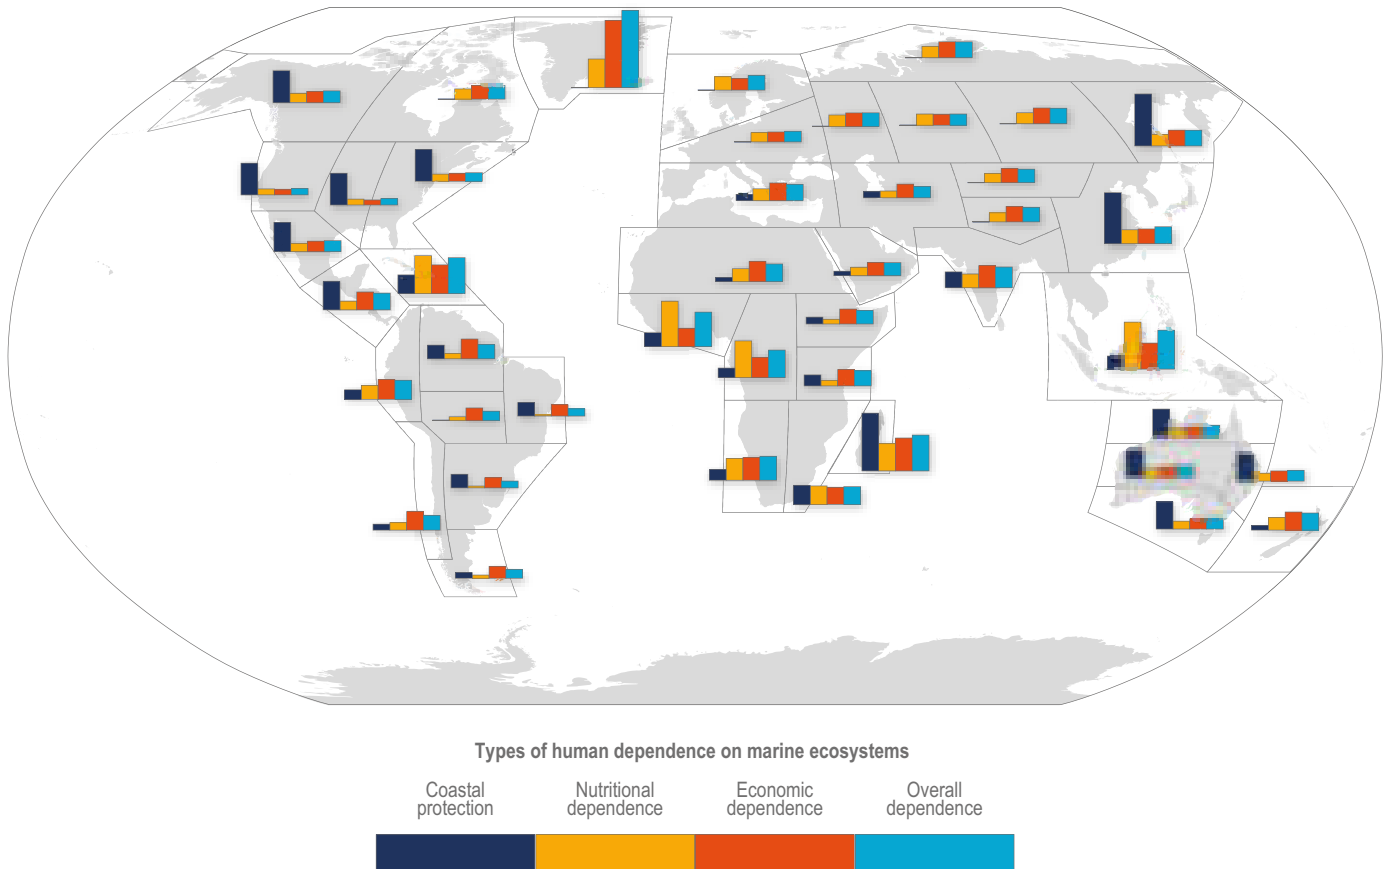 Types of human dependence on marine ecosystems
Coastal protection
Nutritional dependence
Economic dependence
Overall dependence